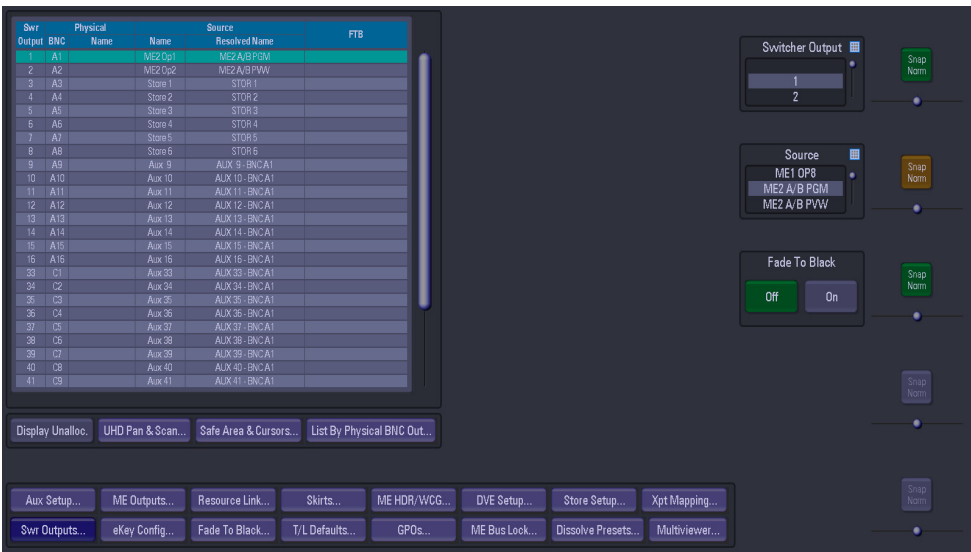 Swr Physical Source FTB
Output BNC Name Name Resolved Name
1 A1 ME2 Op1 ME2 A/B PGM
2 A2 ME2 Op2 ME2 A/B PVW
3 A3 Store 1 STOR 1
4 A4 Store 2 STOR 2
5 A5 Store 3 STOR 3
6 A6 Store 4 STOR 4
7 A7 Store 5 STOR 5
8 A8 Store 6 STOR 6
9 A9 Aux 9 AUX 9 - BNC A1
10 A10 Aux 10 AUX 10 - BNC A1
11 A11 Aux 11 AUX 11 - BNC A1
12 A12 Aux 12 AUX 12 - BNC A1
13 A13 Aux 13 AUX 13 - BNC A1
14 A14 Aux 14 AUX 14 - BNC A1
15 A15 Aux 15 AUX 15 - BNC A1
16 A16 Aux 16 AUX 16 - BNC A1
33 C1 Aux 33 AUX 33 - BNC A1
34 C2 Aux 34 AUX 34 - BNC A1
35 C3 Aux 35 AUX 35 - BNC A1
36 C4 Aux 36 AUX 36 - BNC A1
37 C5 Aux 37 AUX 37 - BNC A1
38 C6 Aux 38 AUX 38 - BNC A1
39 C7 Aux 39 AUX 39 - BNC A1
40 C8 Aux 40 AUX 40 - BNC A1
41 C9 Aux 41 AUX 41 - BNC A1
Switcher Output
1
2
Snap
Norm
Source
ME1 OP8
ME2 A/B PGM
ME2 A/B PVW
Snap
Norm
Fade To Black
Off On
Snap
Norm
Snap
Norm
Snap
Norm
Display Unalloc. UHD Pan & Scan... Safe Area & Cursors... List By Physical BNC Out...
Aux Setup... ME Outputs... Resource Link... Skirts... ME HDR/WCG... DVE Setup... Store Setup... Xpt Mapping...
Swr Outputs... eKey Config... Fade To Black... T/L Defaults... GPOs... ME Bus Lock... Dissolve Presets... Multiviewer...